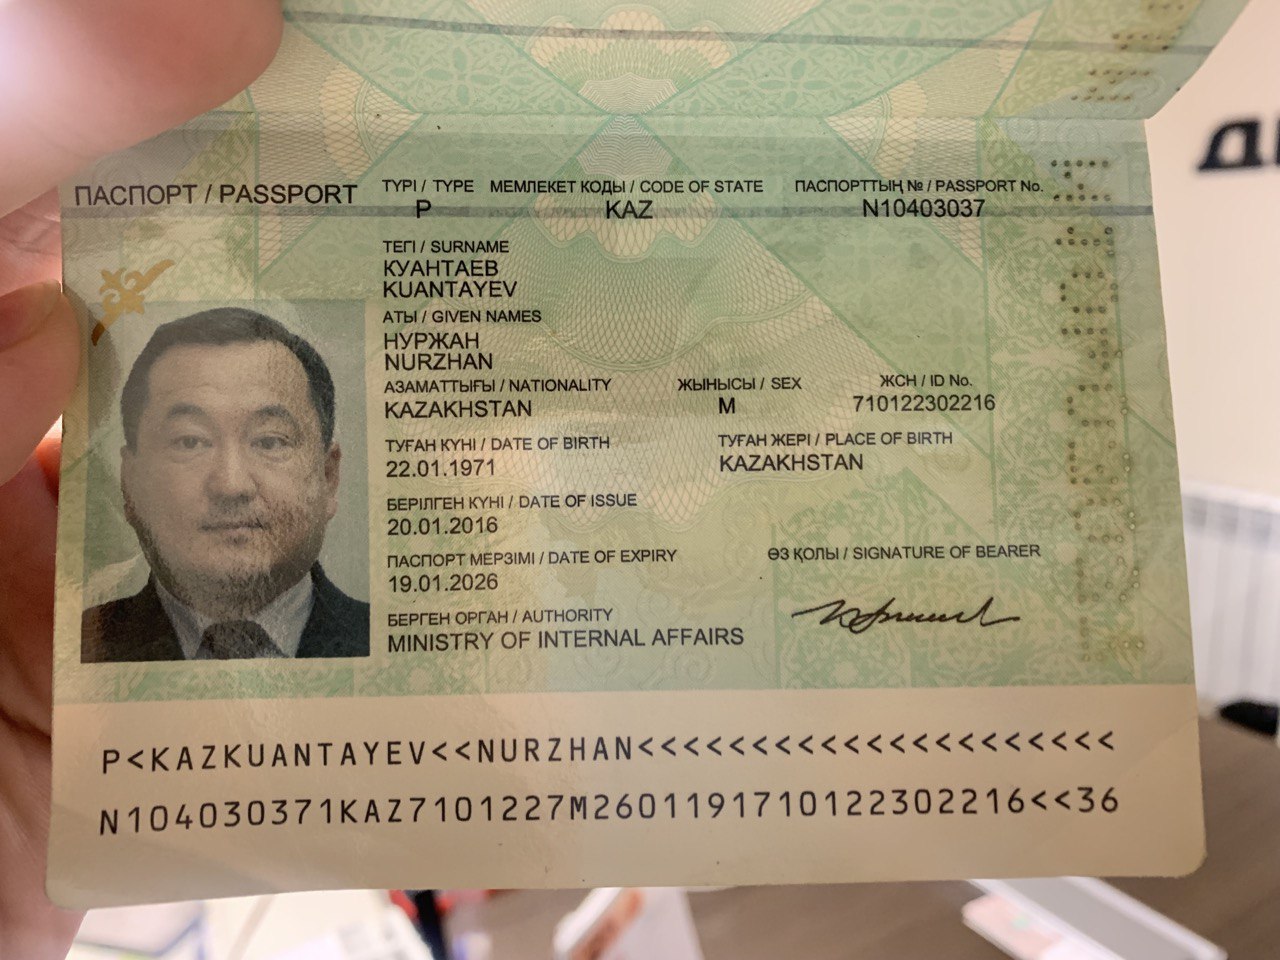 ПАСПОРТ / PASSPORT
ТҮРІ / TYPE МЕМЛЕКЕТ КОДЫ / CODE OF STATE ПАСПОРТТЫҢ № / PASSPORT No.
P KAZ N10403037
ТЕГІ / SURNAME
КУАНТАЕВ
KUANTAYEV
АТЫ / GIVEN NAMES
НУРЖАН
NURZHAN
АЗАМАТТЫҒЫ / NATIONALITY ЖЫНЫСЫ / SEX ЖСН / ID No.
KAZAKHSTAN M 710122302216
ТУҒАН КҮНІ / DATE OF BIRTH ТУҒАН ЖЕРІ / PLACE OF BIRTH
22.01.1971 KAZAKHSTAN
БЕРІЛГЕН КҮНІ / DATE OF ISSUE
20.01.2016
ПАСПОРТ МЕРЗІМІ / DATE OF EXPIRY ӨЗ ҚОЛЫ / SIGNATURE OF BEARER
19.01.2026
БЕРГЕН ОРГАН / AUTHORITY
MINISTRY OF INTERNAL AFFAIRS
P<KAZKUANTAYEV<<NURZHAN<<<<<<<<<<<<<<<<<<<<<
N104030371KAZ7101227M2601191710122302216<<36